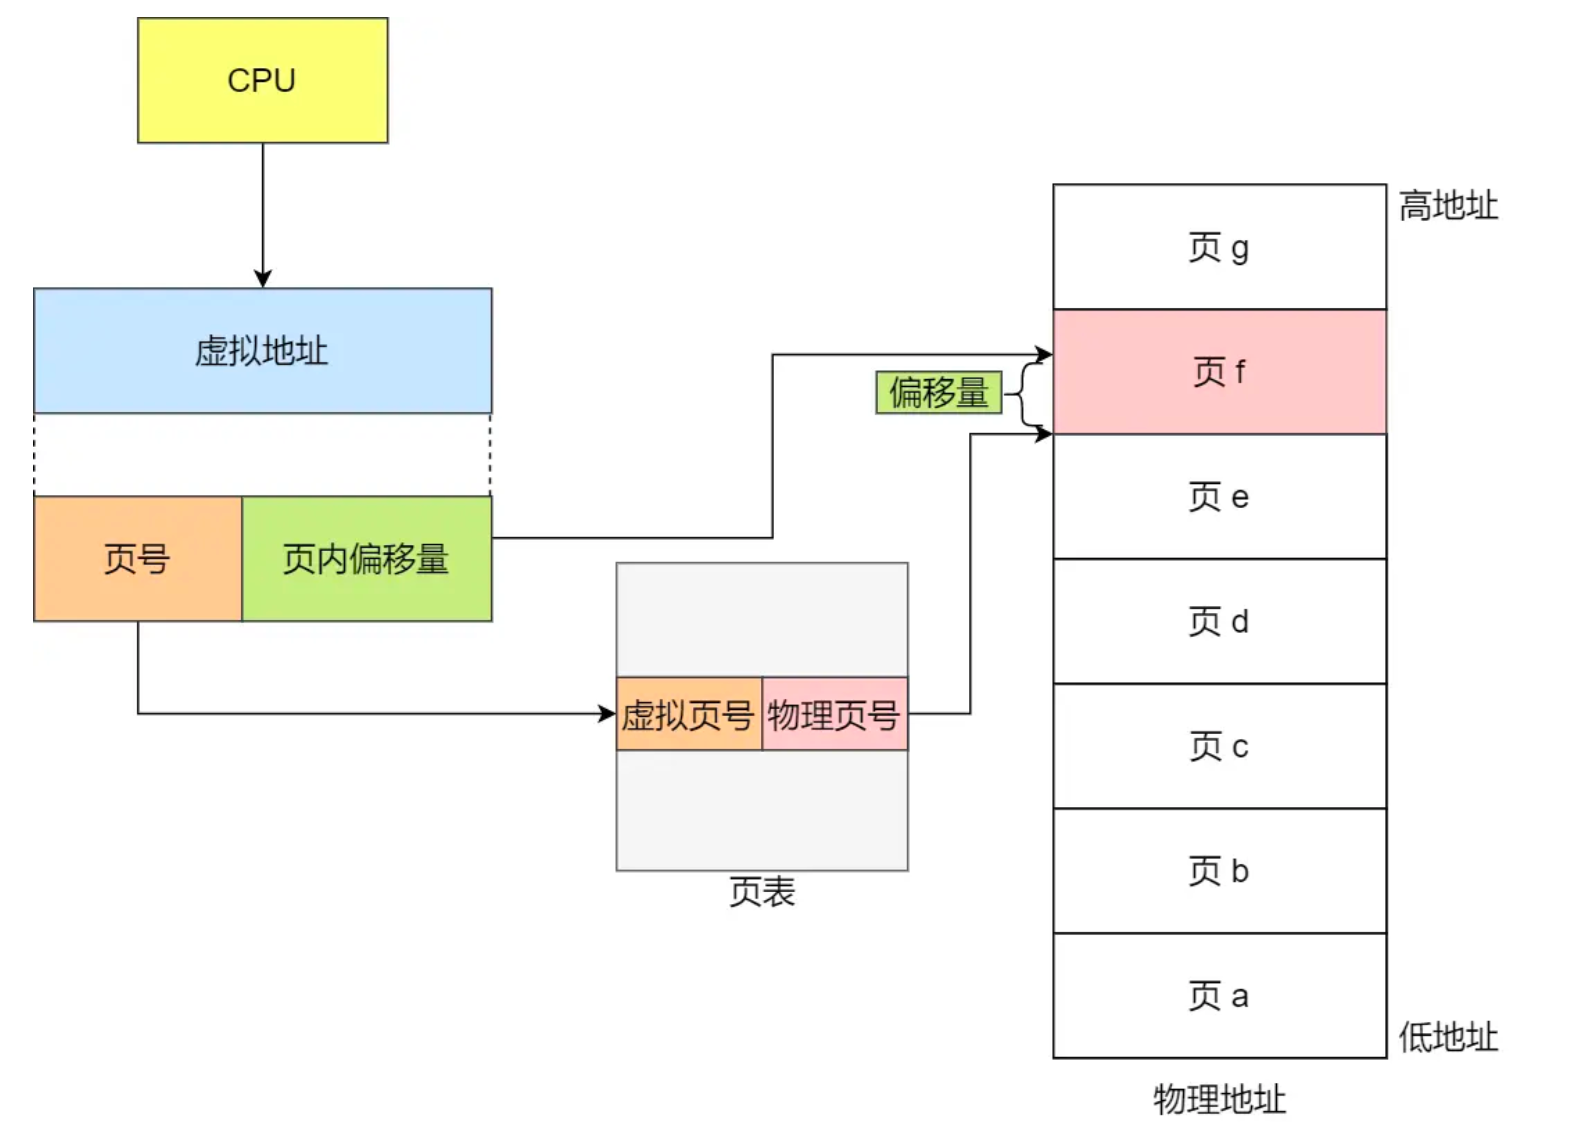 CPU
高地址
页 g
虚拟地址
页 f
偏移量
页 e
页号
页内偏移量
页 d
虚拟页号
物理页号
页 c
页表
页 b
页 a
低地址
物理地址